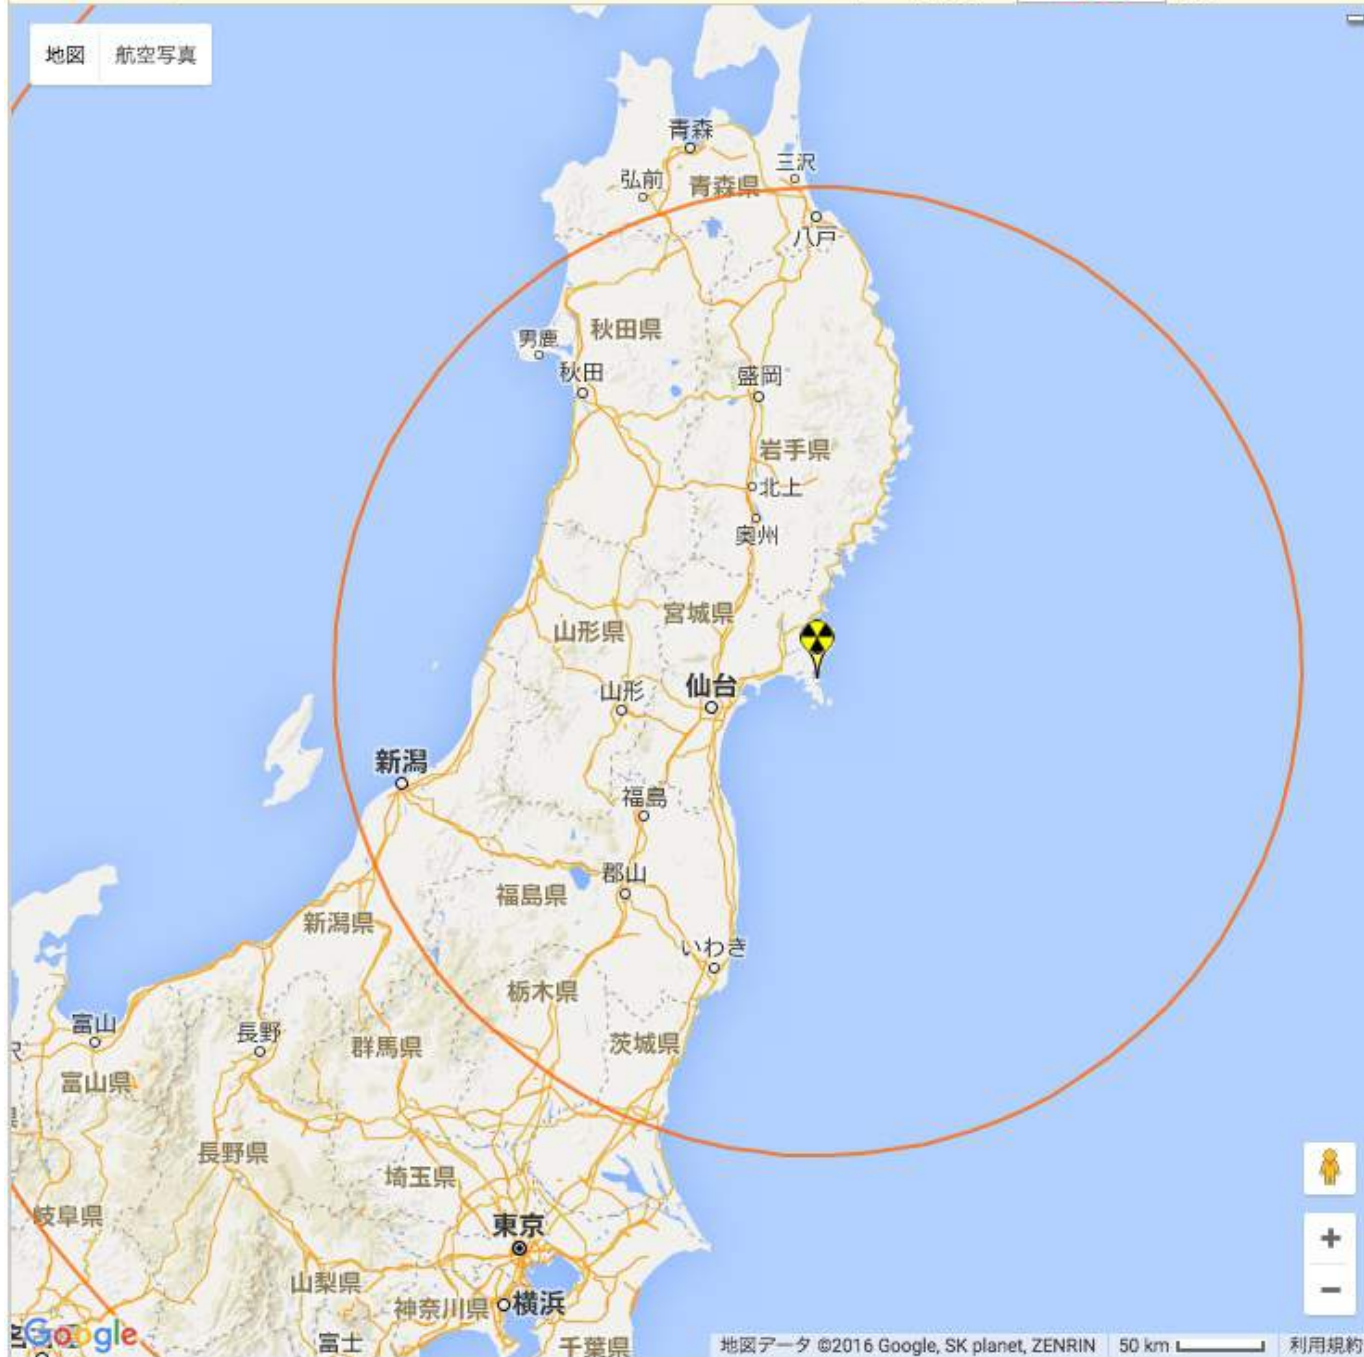 地図 航空写真
青森
三沢
弘前
青森県
八戸
秋田県
男鹿
秋田
盛岡
岩手県
北上
奥州
宮城県
山形県
仙台
山形
新潟
福島
郡山
福島県
新潟県
いわき
栃木県
富山
長野
群馬県
茨城県
富山県
長野県
埼玉県
岐阜県
東京
山梨県
神奈川県
横浜
富士
千葉県
Google
地図データ ©2016 Google, SK planet, ZENRIN 50 km 利用規約